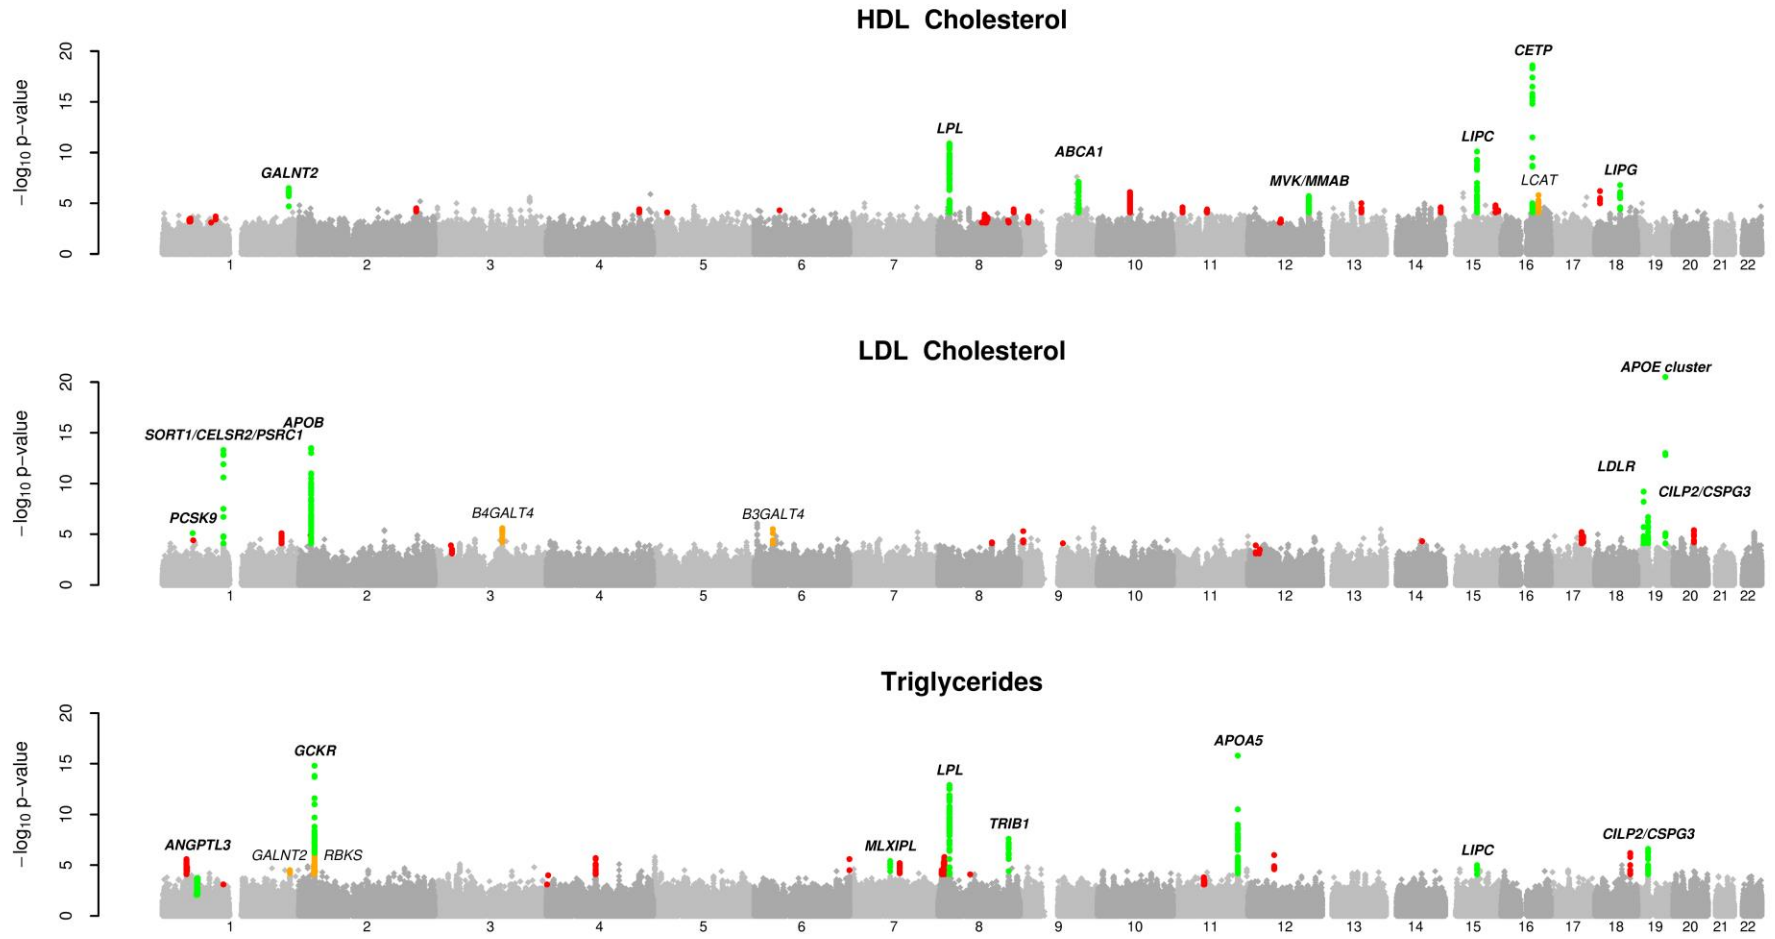 HDL Cholesterol
−log10 p−value
20
15
10
5
0
GALNT2
LPL
ABCA1
MVK/MMAB
LIPC
CETP
LCAT
LIPG
1 2 3 4 5 6 7 8 9 10 11 12 13 14 15 16 17 18 19 20 21 22
LDL Cholesterol
−log10 p−value
20
15
10
5
0
SORT1/CELSR2/PSRC1
APOB
PCSK9
B4GALT4
B3GALT4
APOE cluster
LDLR
CILP2/CSPG3
1 2 3 4 5 6 7 8 9 10 11 12 13 14 15 16 17 18 19 20 21 22
Triglycerides
−log10 p−value
20
15
10
5
0
ANGPTL3
GALNT2
GCKR
RBKS
MLXIPL
LPL
TRIB1
APOA5
LIPC
CILP2/CSPG3
1 2 3 4 5 6 7 8 9 10 11 12 13 14 15 16 17 18 19 20 21 22